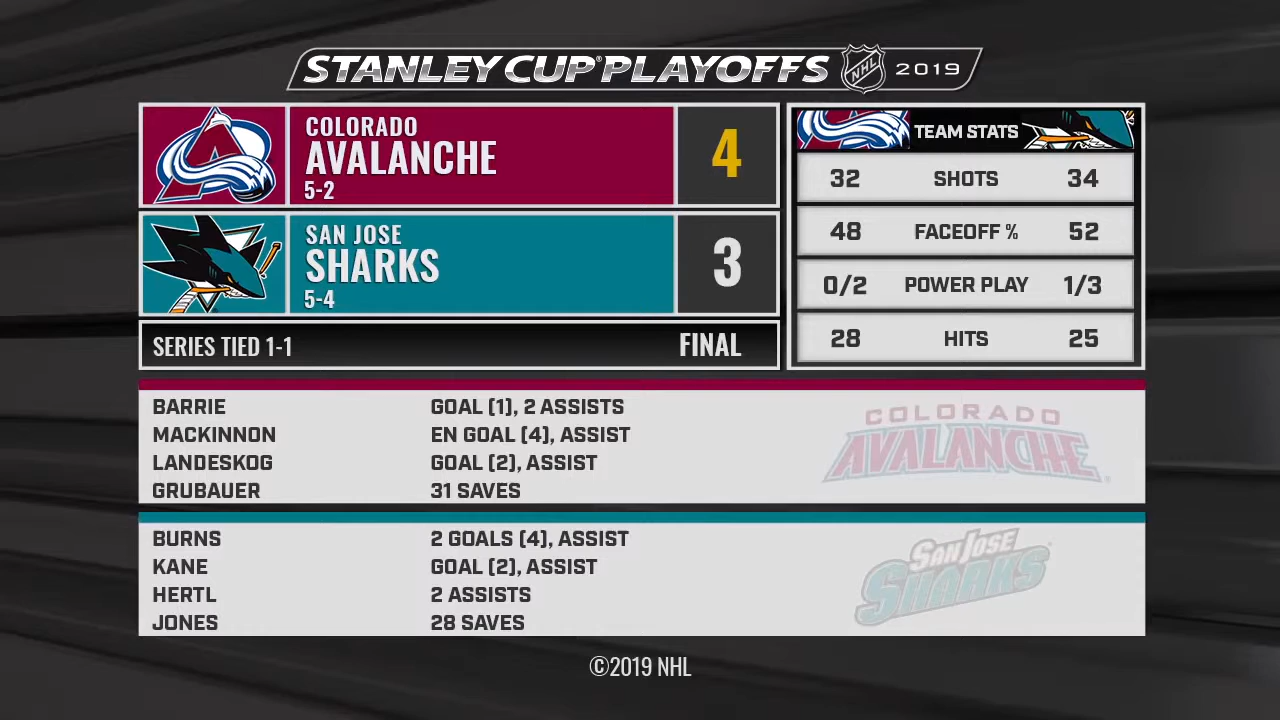 STANLEY CUP PLAYOFFS NHL 2019
COLORADO
AVALANCHE
5-2
4
SAN JOSE
SHARKS
5-4
3
SERIES TIED 1-1 FINAL
TEAM STATS
32 SHOTS 34
48 FACEOFF % 52
0/2 POWER PLAY 1/3
28 HITS 25
BARRIE GOAL (1), 2 ASSISTS
MACKINNON EN GOAL (4), ASSIST
LANDESKOG GOAL (2), ASSIST
GRUBAUER 31 SAVES
COLORADO
AVALANCHE
BURNS 2 GOALS (4), ASSIST
KANE GOAL (2), ASSIST
HERTL 2 ASSISTS
JONES 28 SAVES
SAN JOSE
SHARKS
©2019 NHL